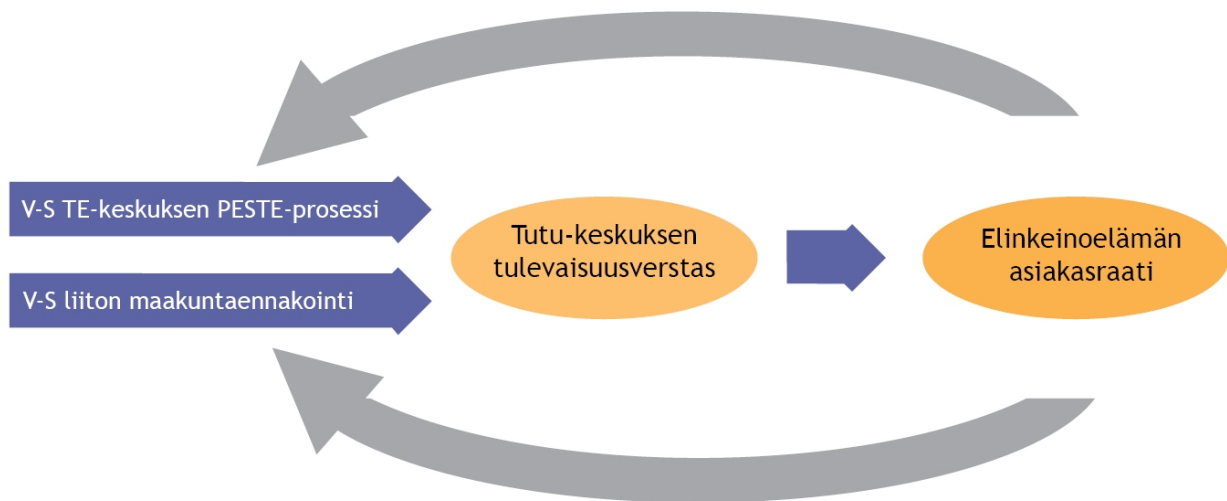 V-S TE-keskuksen PESTE-prosessi
V-S liiton maakuntaennakointi
Tutu-keskuksen
tulevaisuusverstas
Elinkeinoelämän
asiakasraati